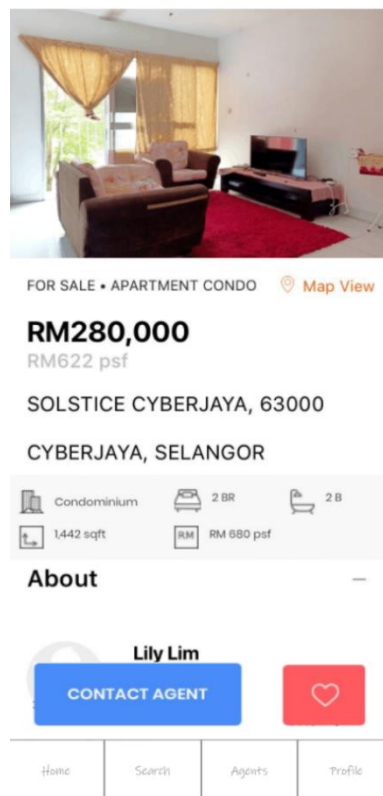 FOR SALE • APARTMENT CONDO Map View
RM280,000
RM622 psf
SOLSTICE CYBERJAYA, 63000
CYBERJAYA, SELANGOR
Condominium 2 BR 2 B
1,442 sqft RM RM 680 psf
About
Lily Lim
CONTACT AGENT
Home Search Agents Profile